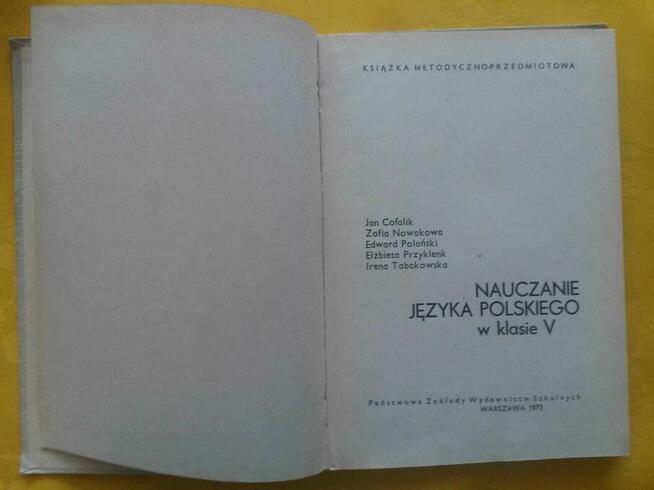 KSIĄŻKA METODYCZNO-PRZEDMIOTOWA
Jan Cofalik
Zofia Nowakowa
Edward Polański
Elżbieta Przyklenk
Irena Tabakowska
NAUCZANIE
JĘZYKA POLSKIEGO
w klasie V
Państwowe Zakłady Wydawnictw Szkolnych
WARSZAWA 1972